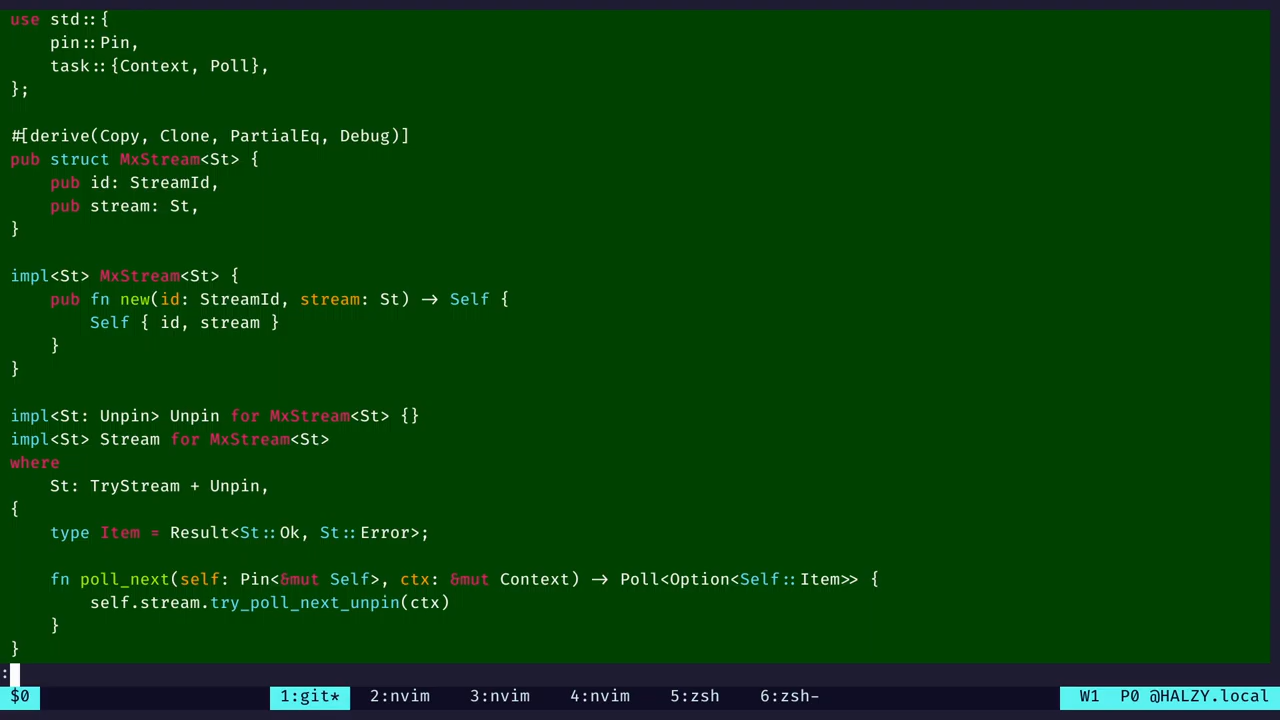 use std::{
    pin::Pin,
    task::{Context, Poll},
};

#[derive(Copy, Clone, PartialEq, Debug)]
pub struct MxStream<St> {
    pub id: StreamId,
    pub stream: St,
}

impl<St> MxStream<St> {
    pub fn new(id: StreamId, stream: St) -> Self {
        Self { id, stream }
    }
}

impl<St: Unpin> Unpin for MxStream<St> {}
impl<St> Stream for MxStream<St>
where
    St: TryStream + Unpin,
{
    type Item = Result<St::Ok, St::Error>;

    fn poll_next(self: Pin<&mut Self>, ctx: &mut Context) -> Poll<Option<Self::Item>> {
        self.stream.try_poll_next_unpin(ctx)
    }
}
:
$0 1:git* 2:nvim 3:nvim 4:nvim 5:zsh 6:zsh- W1 P0 @HALZY.local